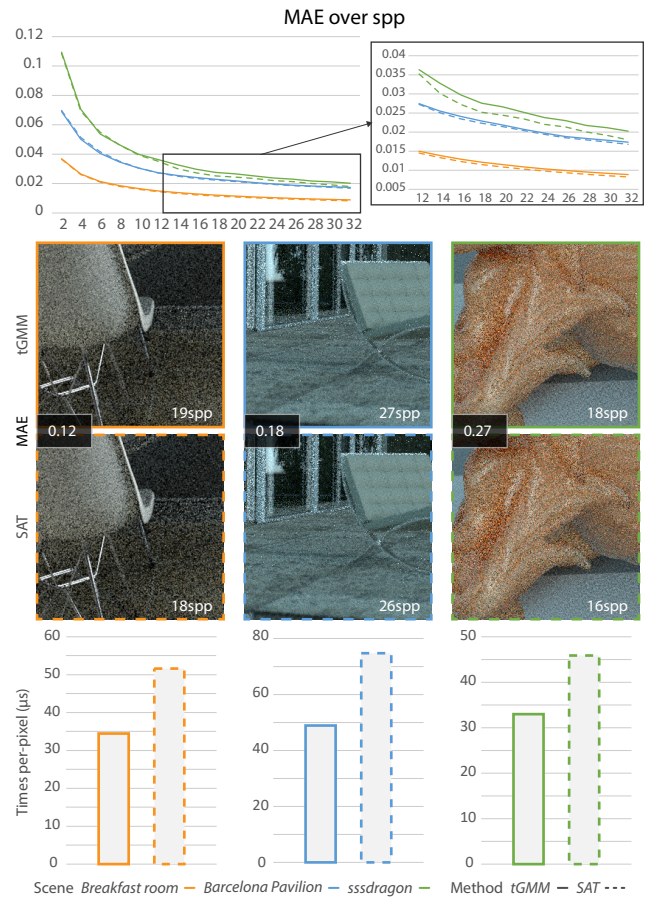 MAE over spp
0.12
0.1
0.08
0.06
0.04
0.02
0
2 4 6 8 10 12 14 16 18 20 22 24 26 28 30 32
0.04
0.035
0.03
0.025
0.02
0.015
0.01
0.005
12 14 16 18 20 22 24 26 28 30 32
tGMM
19spp
27spp
18spp
MAE
0.12
0.18
0.27
SAT
18spp
26spp
16spp
Times per-pixel (μs)
60
50
40
30
20
10
0
80
60
40
20
0
50
40
30
20
10
0
Scene Breakfast room Barcelona Pavilion sssdragon Method tGMM SAT